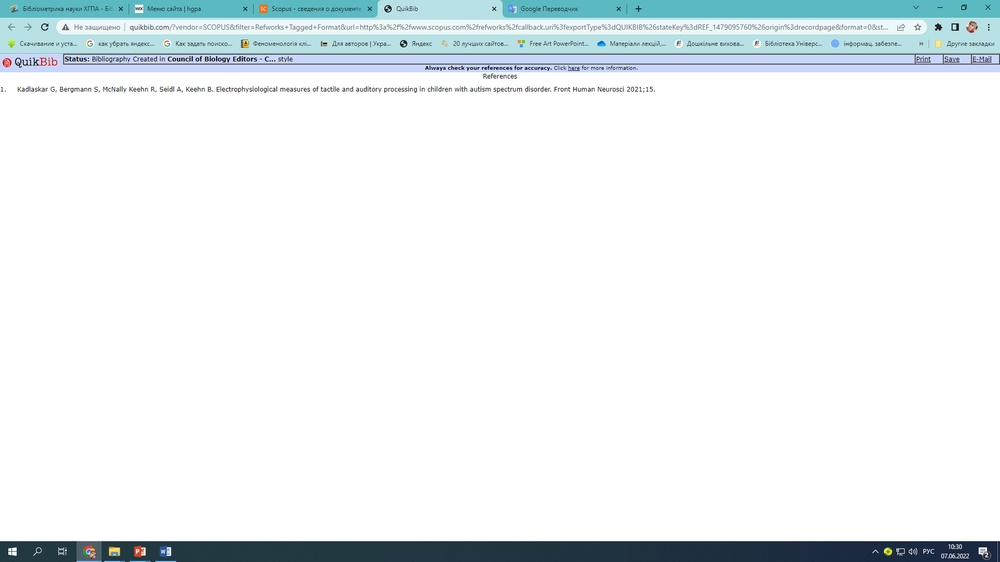 Бібліометрика науки ХГПА - Біб
Меню сайта | hgpa
Scopus - сведения о документе
QuikBib
Google Переводчик
Не защищено
quikbib.com/?vendor=SCOPUS&filter=Refworks+Tagged+Format&url=http%3a%2f%2fwww.scopus.com%2frefworks%2fcallback.uri%3fexportType%3dQUIKBIB%26stateKey%3dREF_1479095760%26origin%3drecordpage&format=0&st...
Скачивание и уста...
как убрать яндекс...
Как задать поиско...
Феноменологія клі...
Для авторов | Укра...
Яндекс
20 лучших сайтов...
Free Art PowerPoint...
Матеріали лекцій,...
Дошкільне вихова...
Бібліотека Універс...
інформац. забезпе...
»
Другие закладки
QuikBib
Status: Bibliography Created in Council of Biology Editors - C... style
Print
Save
E-Mail
Always check your references for accuracy. Click here for more information.
References
1. Kadlaskar G, Bergmann S, McNally Keehn R, Seidl A, Keehn B. Electrophysiological measures of tactile and auditory processing in children with autism spectrum disorder. Front Human Neurosci 2021;15.
РУС
10:30
07.06.2022
2